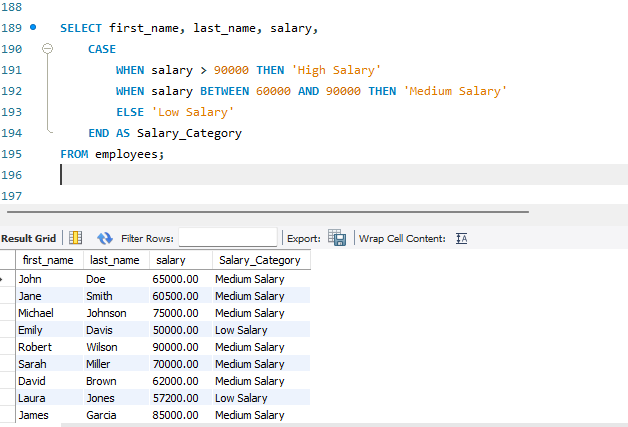 188
189 SELECT first_name, last_name, salary,
190 CASE
191 WHEN salary > 90000 THEN 'High Salary'
192 WHEN salary BETWEEN 60000 AND 90000 THEN 'Medium Salary'
193 ELSE 'Low Salary'
194 END AS Salary_Category
195 FROM employees;
196
197
Result Grid Filter Rows: Export: Wrap Cell Content:
first_name last_name salary Salary_Category
John Doe 65000.00 Medium Salary
Jane Smith 60500.00 Medium Salary
Michael Johnson 75000.00 Medium Salary
Emily Davis 50000.00 Low Salary
Robert Wilson 90000.00 Medium Salary
Sarah Miller 70000.00 Medium Salary
David Brown 62000.00 Medium Salary
Laura Jones 57200.00 Low Salary
James Garcia 85000.00 Medium Salary